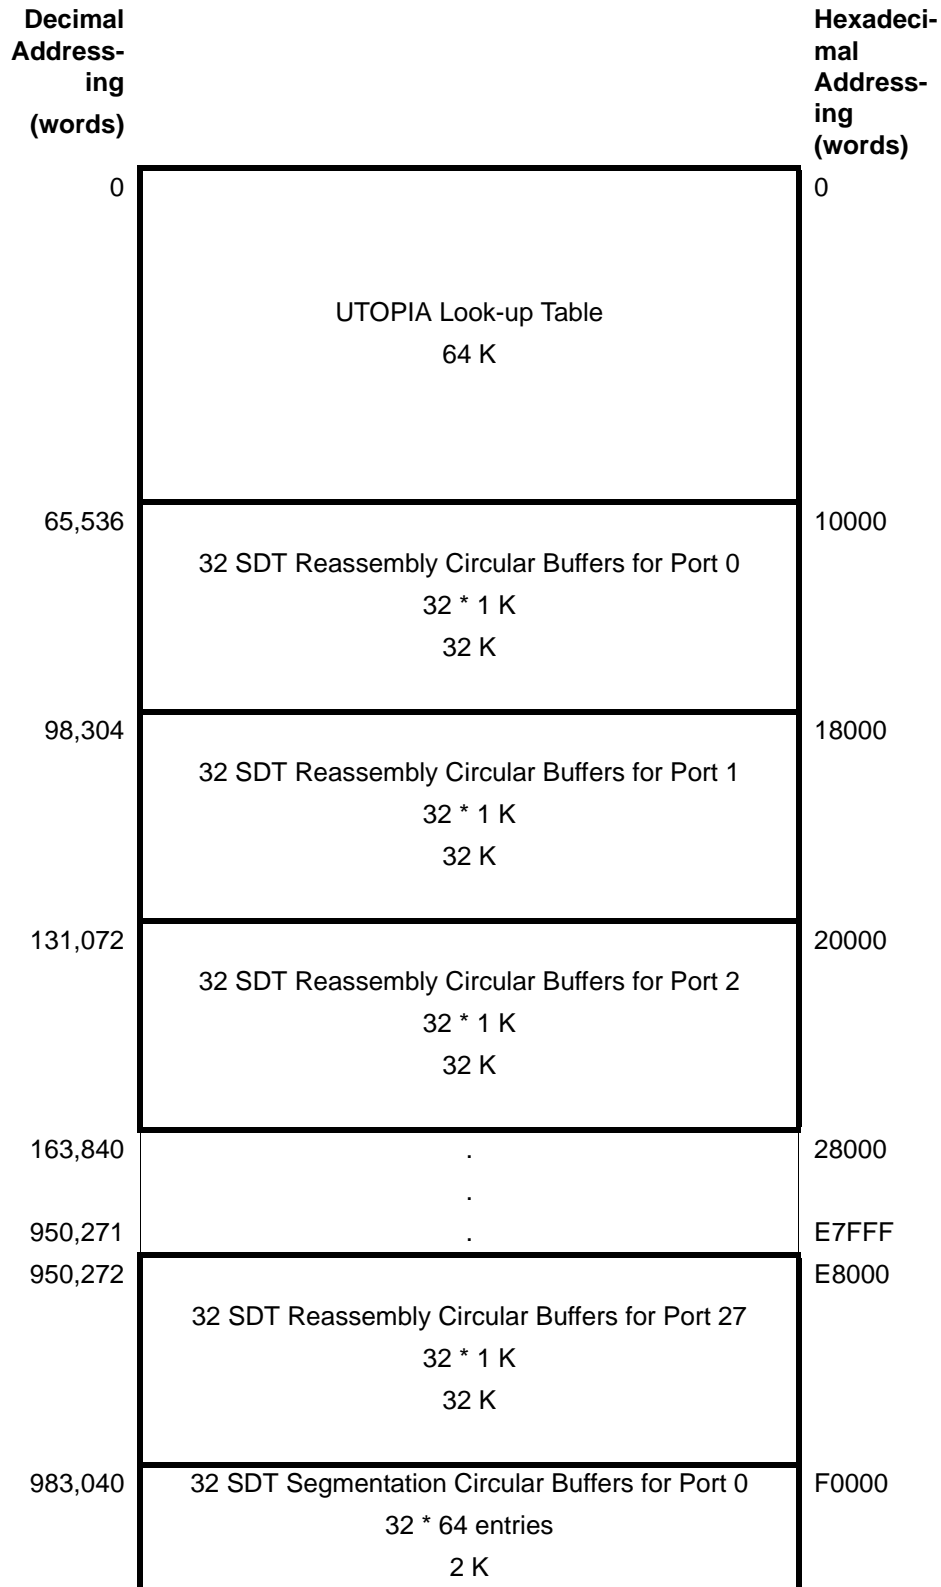 Decimal
Address-
ing
(words)
Hexadeci-
mal
Address-
ing
(words)
0
0
UTOPIA Look-up Table
64 K
65,536
10000
32 SDT Reassembly Circular Buffers for Port 0
32 * 1 K
32 K
98,304
18000
32 SDT Reassembly Circular Buffers for Port 1
32 * 1 K
32 K
131,072
20000
32 SDT Reassembly Circular Buffers for Port 2
32 * 1 K
32 K
163,840
.
28000
.
950,271
.
E7FFF
950,272
E8000
32 SDT Reassembly Circular Buffers for Port 27
32 * 1 K
32 K
983,040
32 SDT Segmentation Circular Buffers for Port 0
F0000
32 * 64 entries
2 K